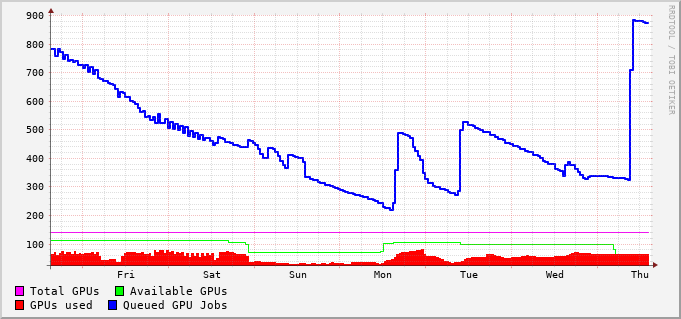 900
800
700
600
500
400
300
200
100
Fri Sat Sun Mon Tue Wed Thu
Total GPUs Available GPUs
GPUs used Queued GPU Jobs
RRDTOOL / TOBI OETIKER